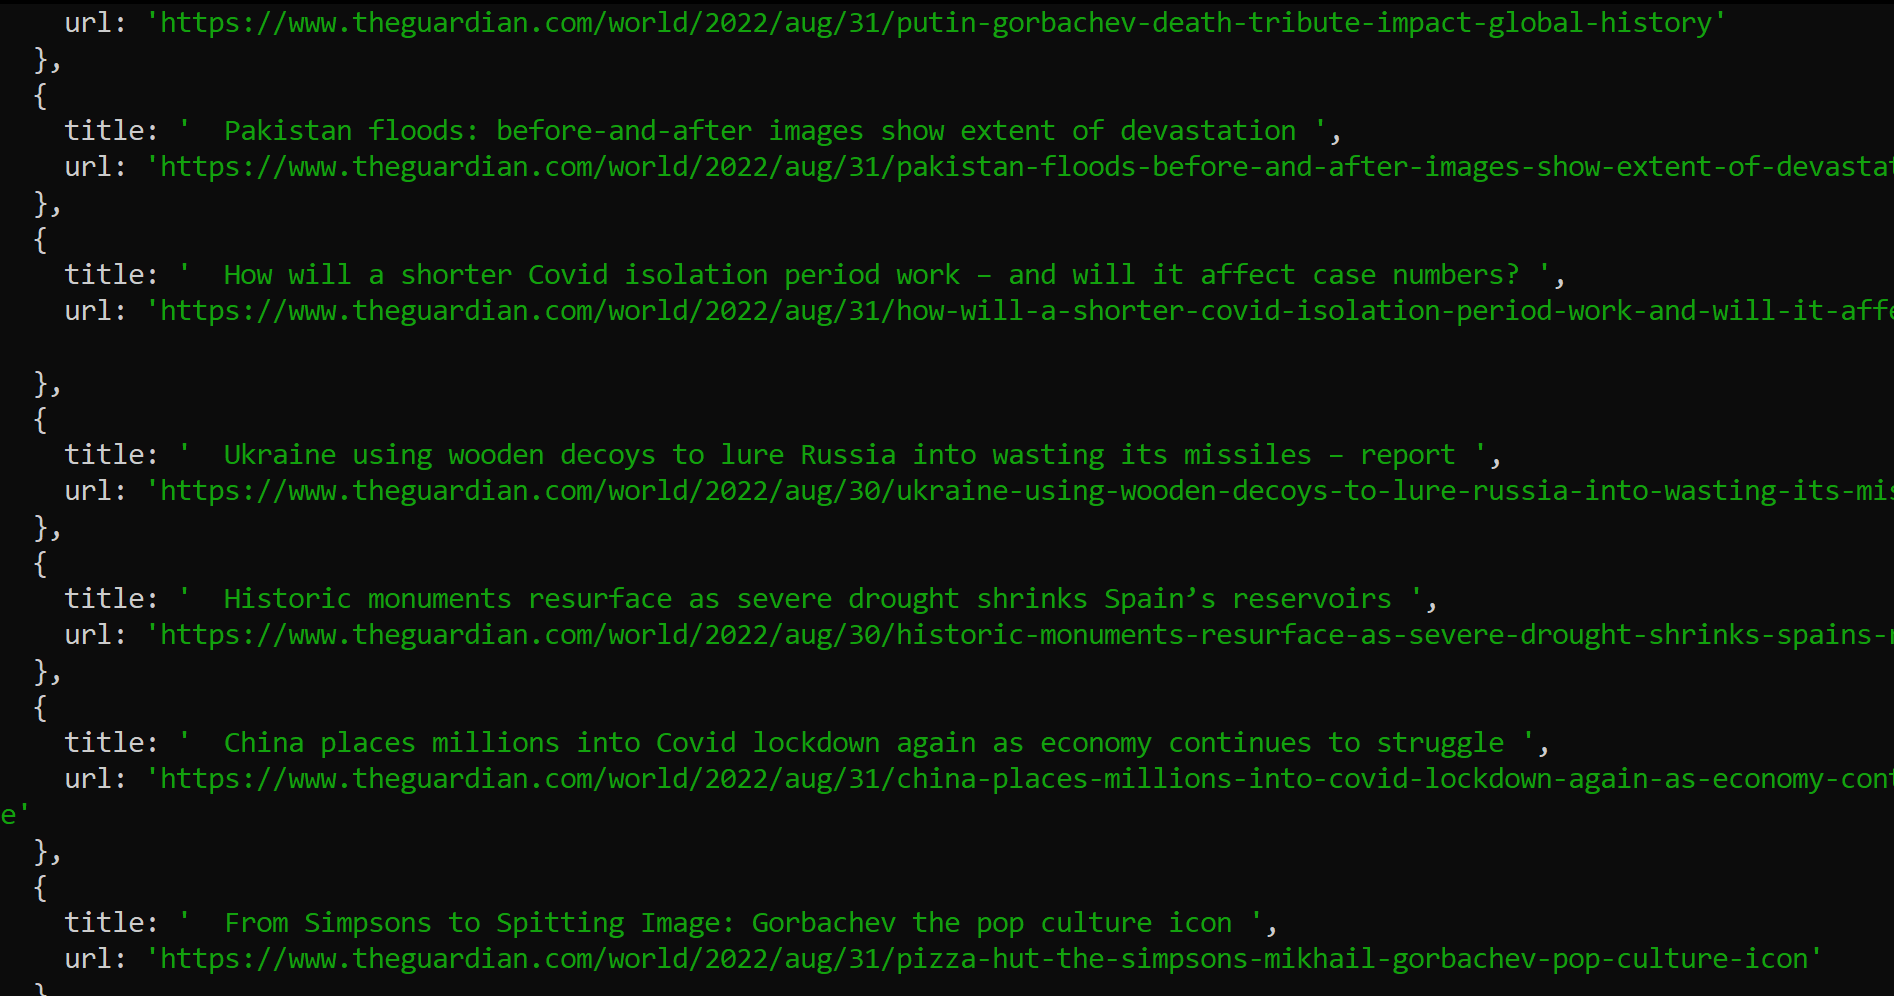 url: 'https://www.theguardian.com/world/2022/aug/31/putin-gorbachev-death-tribute-impact-global-history'
},
{
title: '  Pakistan floods: before-and-after images show extent of devastation ',
url: 'https://www.theguardian.com/world/2022/aug/31/pakistan-floods-before-and-after-images-show-extent-of-devastat
},
{
title: '  How will a shorter Covid isolation period work – and will it affect case numbers? ',
url: 'https://www.theguardian.com/world/2022/aug/31/how-will-a-shorter-covid-isolation-period-work-and-will-it-affe
},
{
title: '  Ukraine using wooden decoys to lure Russia into wasting its missiles – report ',
url: 'https://www.theguardian.com/world/2022/aug/30/ukraine-using-wooden-decoys-to-lure-russia-into-wasting-its-mis
},
{
title: '  Historic monuments resurface as severe drought shrinks Spain’s reservoirs ',
url: 'https://www.theguardian.com/world/2022/aug/30/historic-monuments-resurface-as-severe-drought-shrinks-spains-r
},
{
title: '  China places millions into Covid lockdown again as economy continues to struggle ',
url: 'https://www.theguardian.com/world/2022/aug/31/china-places-millions-into-covid-lockdown-again-as-economy-cont
e'
},
{
title: '  From Simpsons to Spitting Image: Gorbachev the pop culture icon ',
url: 'https://www.theguardian.com/world/2022/aug/31/pizza-hut-the-simpsons-mikhail-gorbachev-pop-culture-icon'
}